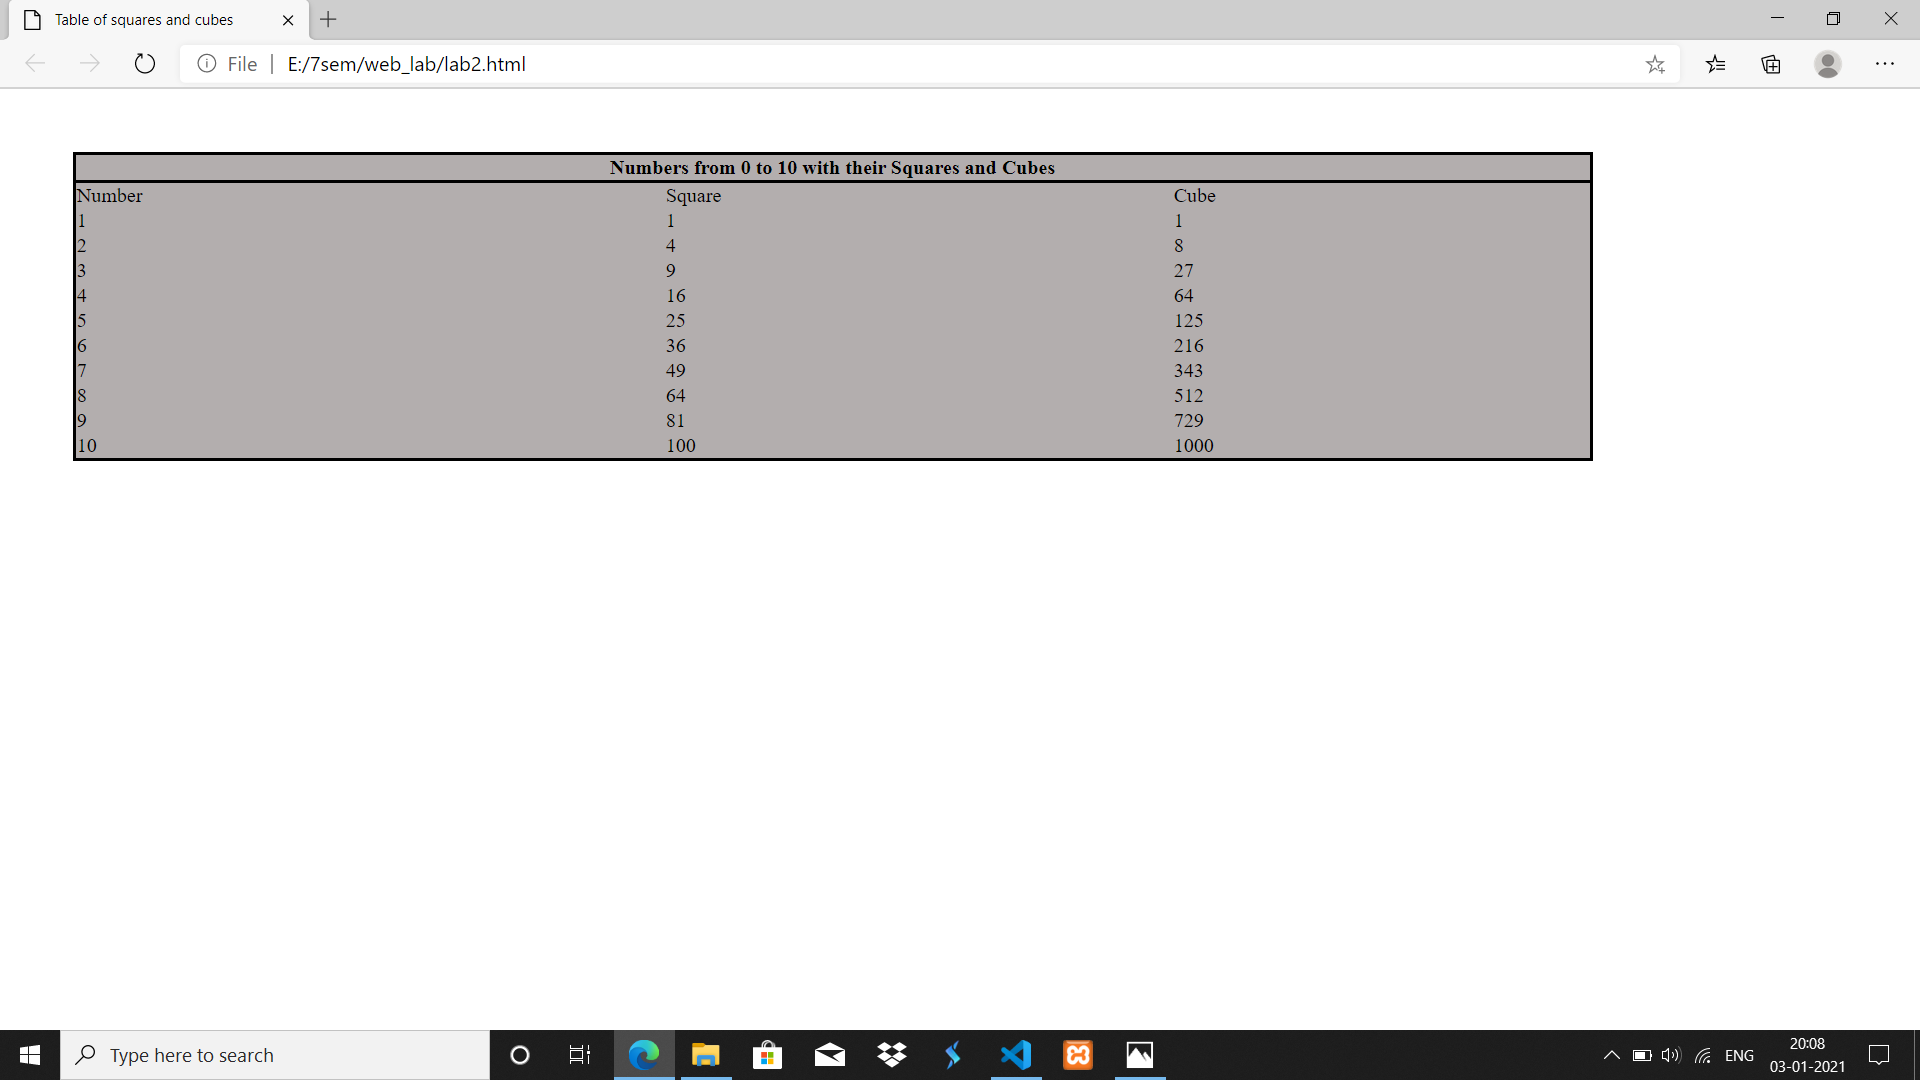 Table of squares and cubes
File | E:/7sem/web_lab/lab2.html
Numbers from 0 to 10 with their Squares and Cubes
Number Square Cube
1 1 1
2 4 8
3 9 27
4 16 64
5 25 125
6 36 216
7 49 343
8 64 512
9 81 729
10 100 1000
Type here to search
ENG
20:08
03-01-2021